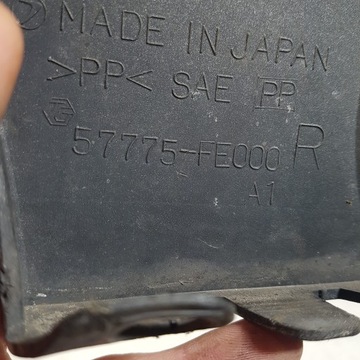 MADE IN JAPAN
>PP< SAE PP
57775-FE000 R
A1